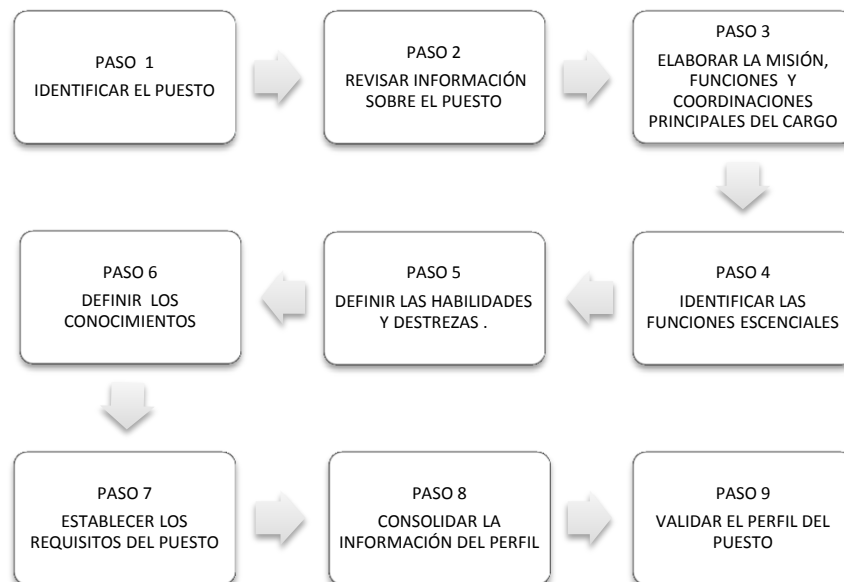 PASO 1
IDENTIFICAR EL PUESTO
PASO 2
REVISAR INFORMACIÓN
SOBRE EL PUESTO
PASO 3
ELABORAR LA MISIÓN,
FUNCIONES Y
COORDINACIONES
PRINCIPALES DEL CARGO
PASO 4
IDENTIFICAR LAS
FUNCIONES ESCENCIALES
PASO 5
DEFINIR LAS HABILIDADES
Y DESTREZAS .
PASO 6
DEFINIR LOS
CONOCIMIENTOS
PASO 7
ESTABLECER LOS
REQUISITOS DEL PUESTO
PASO 8
CONSOLIDAR LA
INFORMACIÓN DEL PERFIL
PASO 9
VALIDAR EL PERFIL DEL
PUESTO